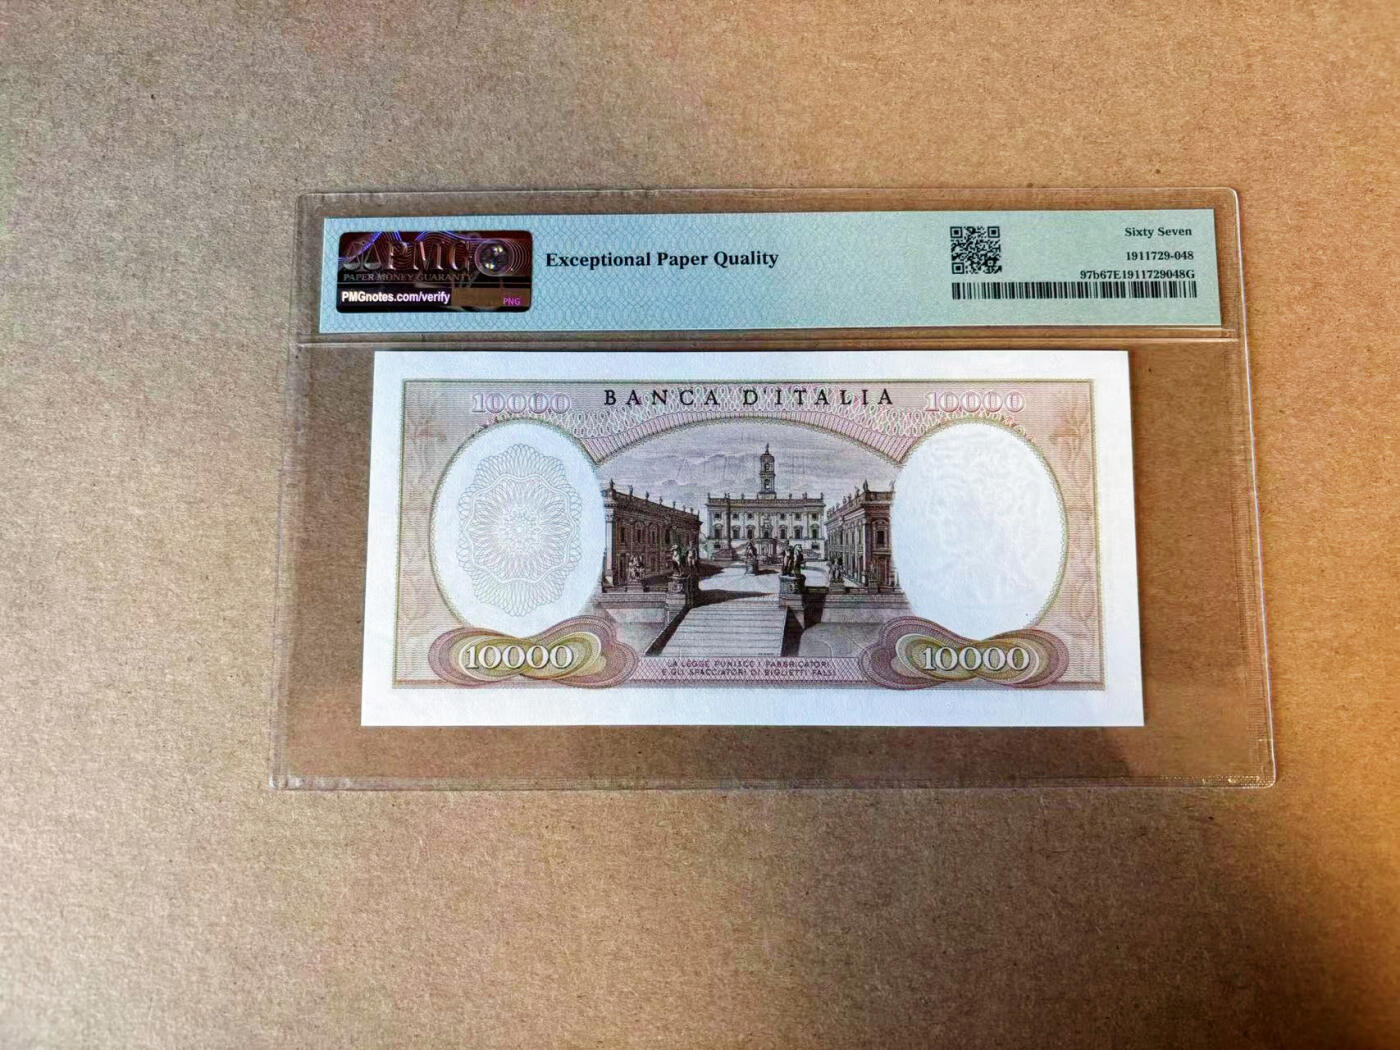 PMG
PAPER MONEY GUARANTY
PMGnotes.com/verify
PNG
Exceptional Paper Quality
Sixty Seven
1911729-048
97b67E1911729048G
10000 BANCA D'ITALIA 10000
10000 10000
LA LEGGE PUNISCE I FABBRICATORI
E GLI SPACCIATORI DI BIGLIETTI FALSI